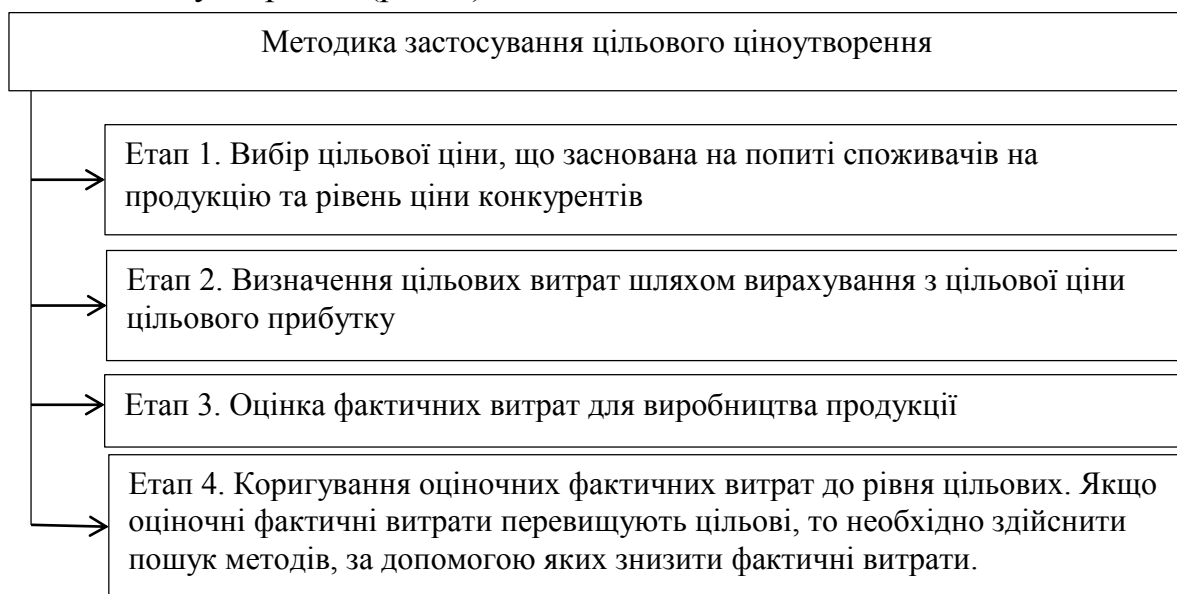 Методика застосування цільового ціноутворення
Етап 1. Вибір цільової ціни, що заснована на попиті споживачів на
продукцію та рівень ціни конкурентів
Етап 2. Визначення цільових витрат шляхом вирахування з цільової ціни
цільового прибутку
Етап 3. Оцінка фактичних витрат для виробництва продукції
Етап 4. Коригування оціночних фактичних витрат до рівня цільових. Якщо
оціночні фактичні витрати перевищують цільові, то необхідно здійснити
пошук методів, за допомогою яких знизити фактичні витрати.